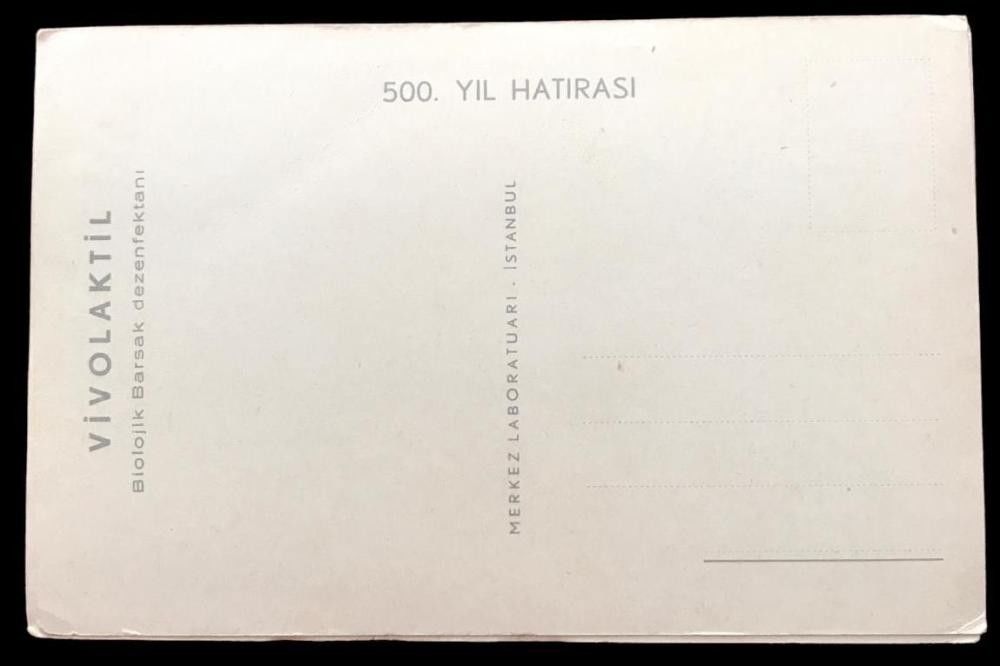 500. YIL HATIRASI
VİVOLAKTİL
Biolojik Barsak dezenfektanı
MERKEZ LABORATUARI - İSTANBUL